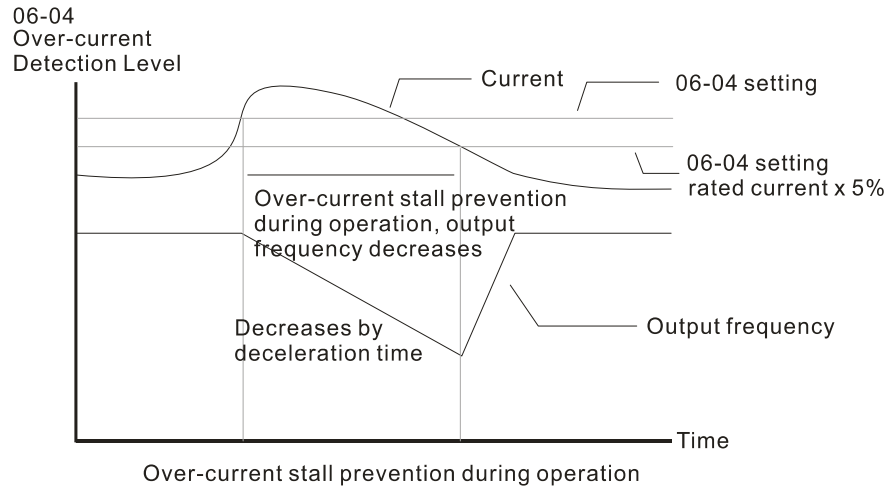 06-04
Over-current
Detection Level
Current
06-04 setting
06-04 setting
rated current x 5%
Over-current stall prevention
during operation, output
frequency decreases
Decreases by
deceleration time
Output frequency
Time
Over-current stall prevention during operation